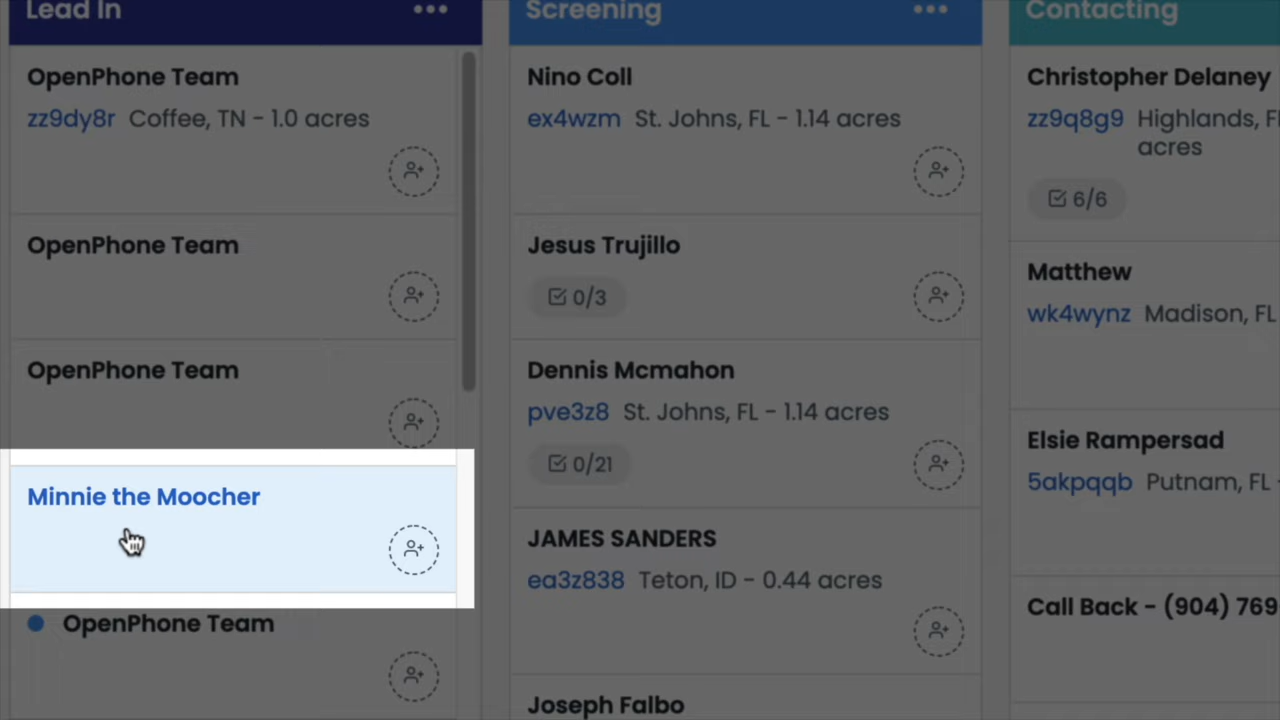 Lead In
OpenPhone Team
zz9dy8r Coffee, TN - 1.0 acres
OpenPhone Team
OpenPhone Team
Minnie the Moocher
OpenPhone Team
Screening
Nino Coll
ex4wzm St. Johns, FL - 1.14 acres
Jesus Trujillo
0/3
Dennis Mcmahon
pve3z8 St. Johns, FL - 1.14 acres
0/21
JAMES SANDERS
ea3z838 Teton, ID - 0.44 acres
Joseph Falbo
Contacting
Christopher Delaney
zz9q8g9 Highlands, F
acres
6/6
Matthew
wk4wynz Madison, FL
Elsie Rampersad
5akpqqb Putnam, FL -
Call Back - (904) 769